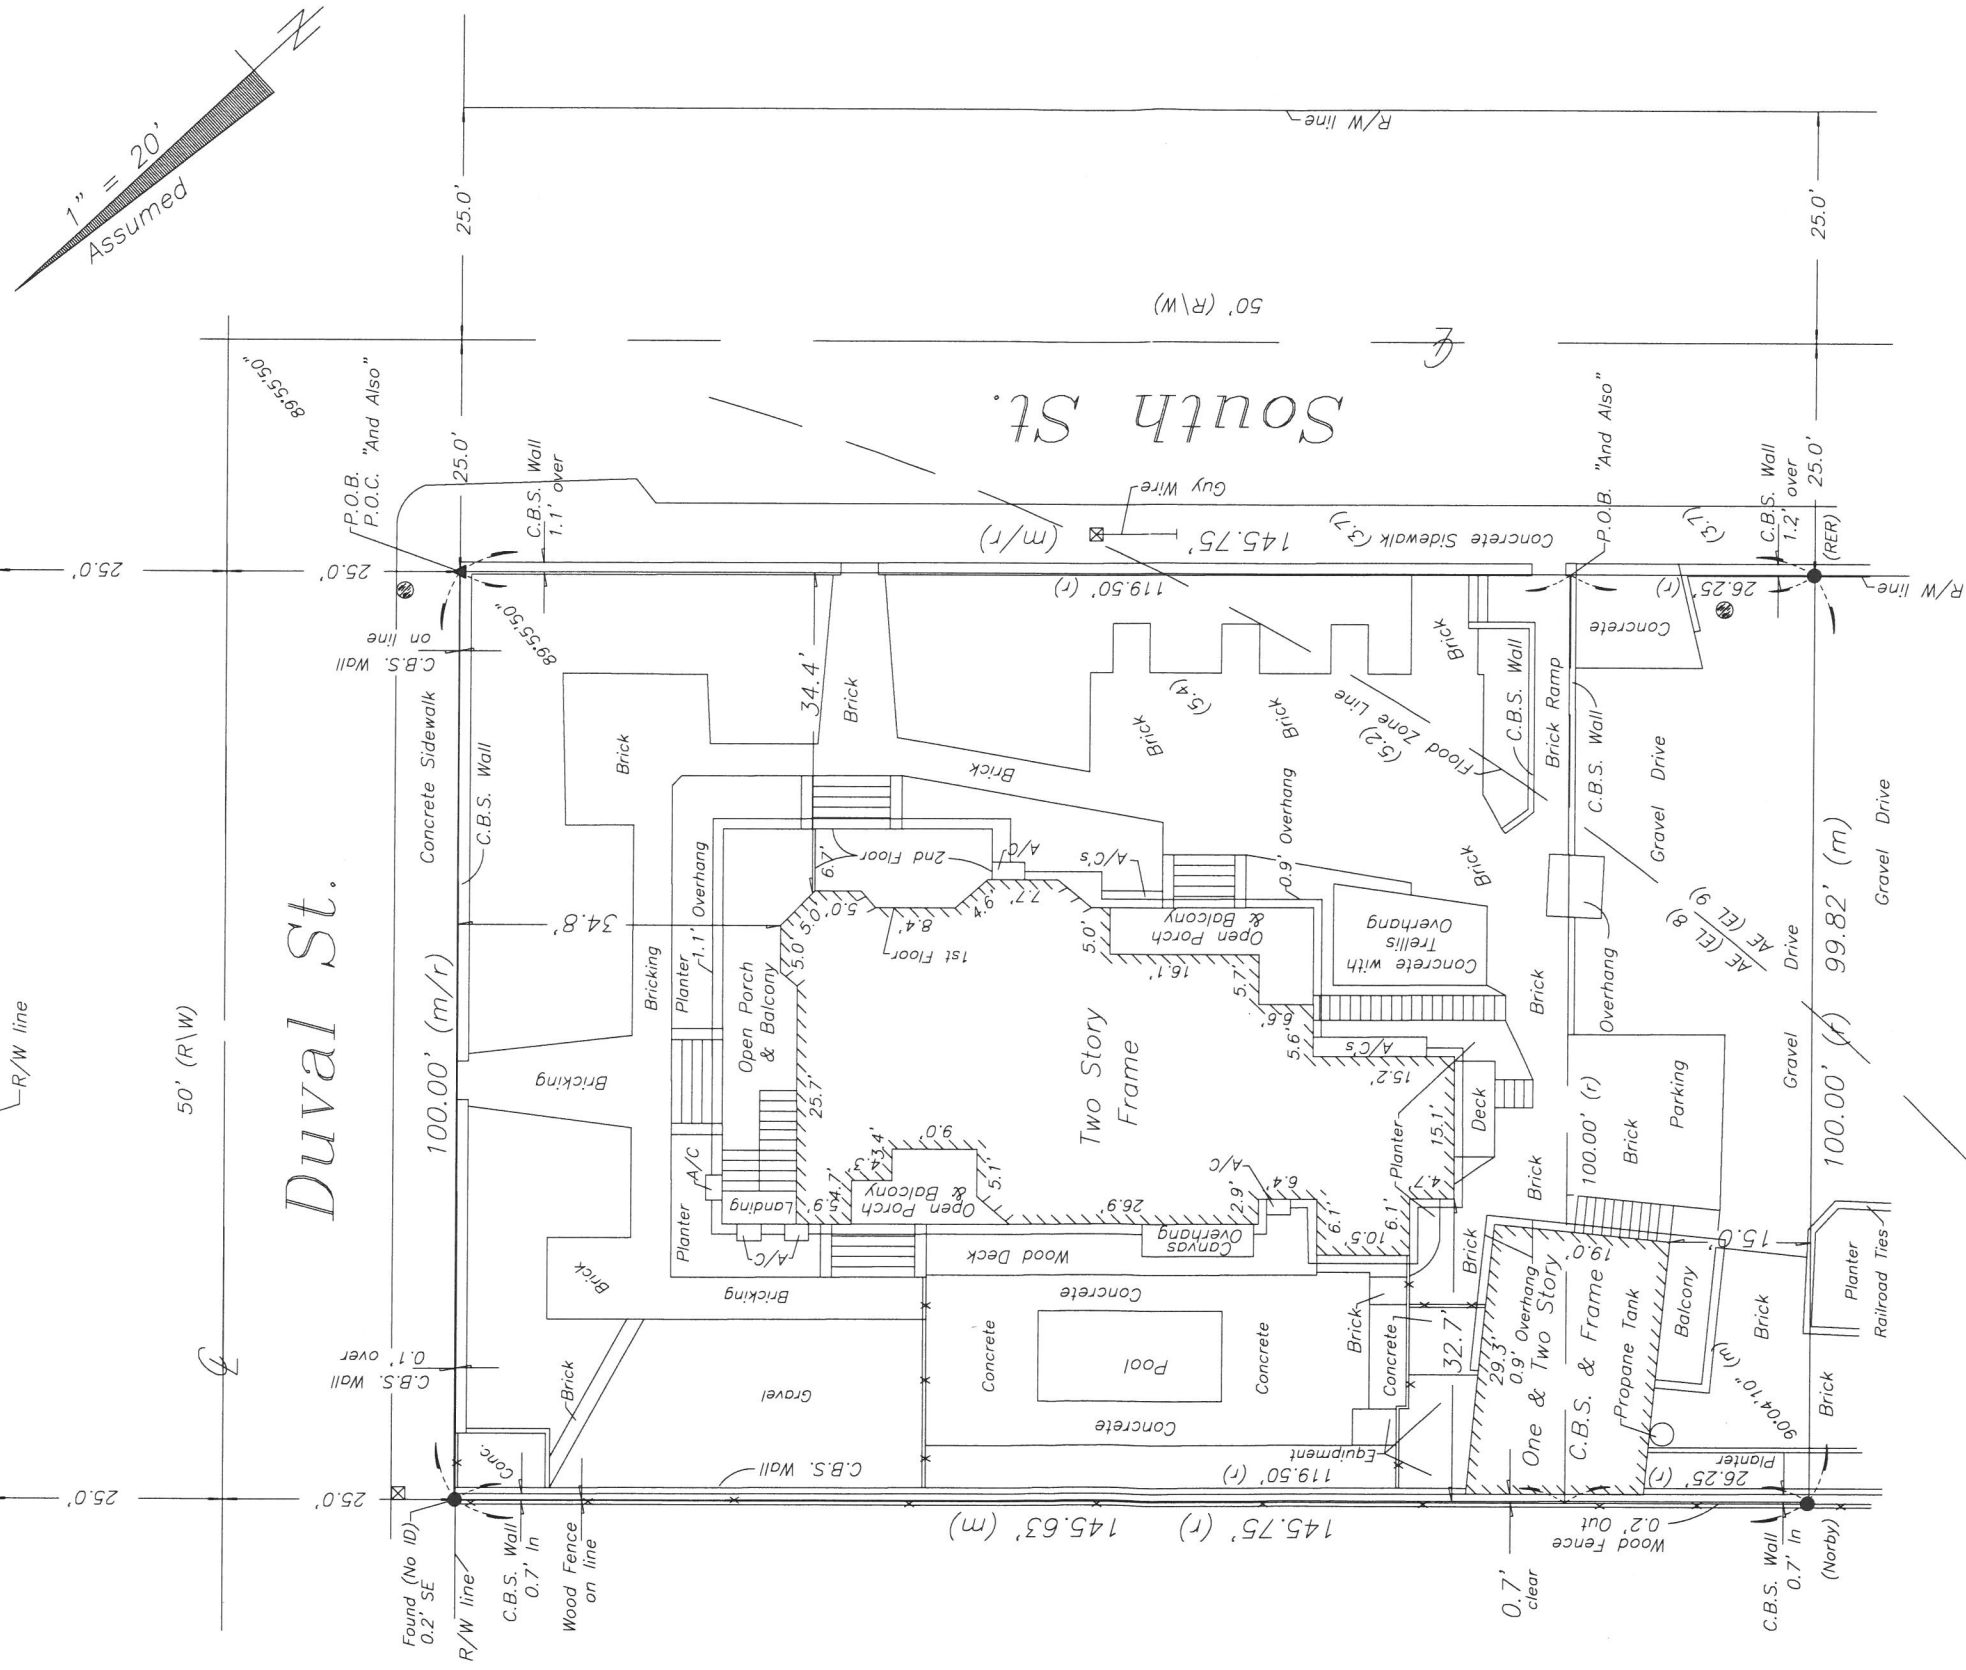 N
1" = 20'
Assumed
R/W line
25.0'
25.0'
50' (R\W)
89°55'50"
P.O.B.
P.O.C. "And Also"
South St.
25.0'
C.B.S. Wall
1.1' over
Guy Wire
P.O.B. "And Also"
C.B.S. Wall
1.2' over
25.0'
(RER)
25.0'
25.0'
145.75' (m/r)
Concrete Sidewalk (3.7)
(3.7)
119.50' (r)
26.25' (r)
R/W line
C.B.S. Wall
on line
89°55'50"
Concrete Sidewalk
C.B.S. Wall
34.4'
Brick
Brick
Brick
Brick
(5.4)
Brick
Brick
Flood Zone Line
(5.2)
C.B.S. Wall
Brick Ramp
C.B.S. Wall
Concrete
Gravel Drive
Gravel Drive
Duval St.
R/W line
50' (R\W)
100.00' (m/r)
34.8'
Bricking
Bricking
Planter
1.1' Overhang
Open Porch
& Balcony
6.7'
2nd Floor
A/C
A/C's
0.9' Overhang
Brick
5.0'
5.0'
5.0'
8.4'
4.6'
7.7'
1st Floor
5.0'
Open Porch
& Balcony
16.1'
5.7'
6.6'
5.6'
Concrete with
Trellis
Overhang
Brick
Overhang
AE (EL 8)
AE (EL 9)
Gravel Drive
100.00' (r) 99.82' (m)
25.7'
Two Story
Frame
A/C's
15.2'
15.1'
Planter
Deck
100.00' (r)
Brick
Parking
Brick
A/C
Planter
Landing
5.9'
4.7'
4.3'
3.4'
9.0'
5.1'
Open Porch
& Balcony
26.9'
2.9'
A/C
6.4'
6.1'
10.5'
6.1'
4.7'
A/C
Canvas
Overhang
Wood Deck
Brick
15.0'
19.0'
Planter
Railroad Ties
Brick
Bricking
Concrete
Concrete
Pool
Concrete
Concrete
Brick
Concrete
32.7'
29.3'
0.9' Overhang
One & Two Story
C.B.S. & Frame
Propane Tank
Balcony
Brick
Brick
90°04'10" (m)
C.B.S. Wall
0.1' over
Brick
Gravel
Equipment
Conc.
C.B.S. Wall
119.50' (r)
26.25' (r)
Planter
25.0'
25.0'
145.75' (r) 145.63' (m)
Wood Fence
0.2' Out
Found (No ID)
0.2' SE
R/W line
C.B.S. Wall
0.7' In
Wood Fence
on line
0.7'
clear
C.B.S. Wall
0.7' In
(Norby)